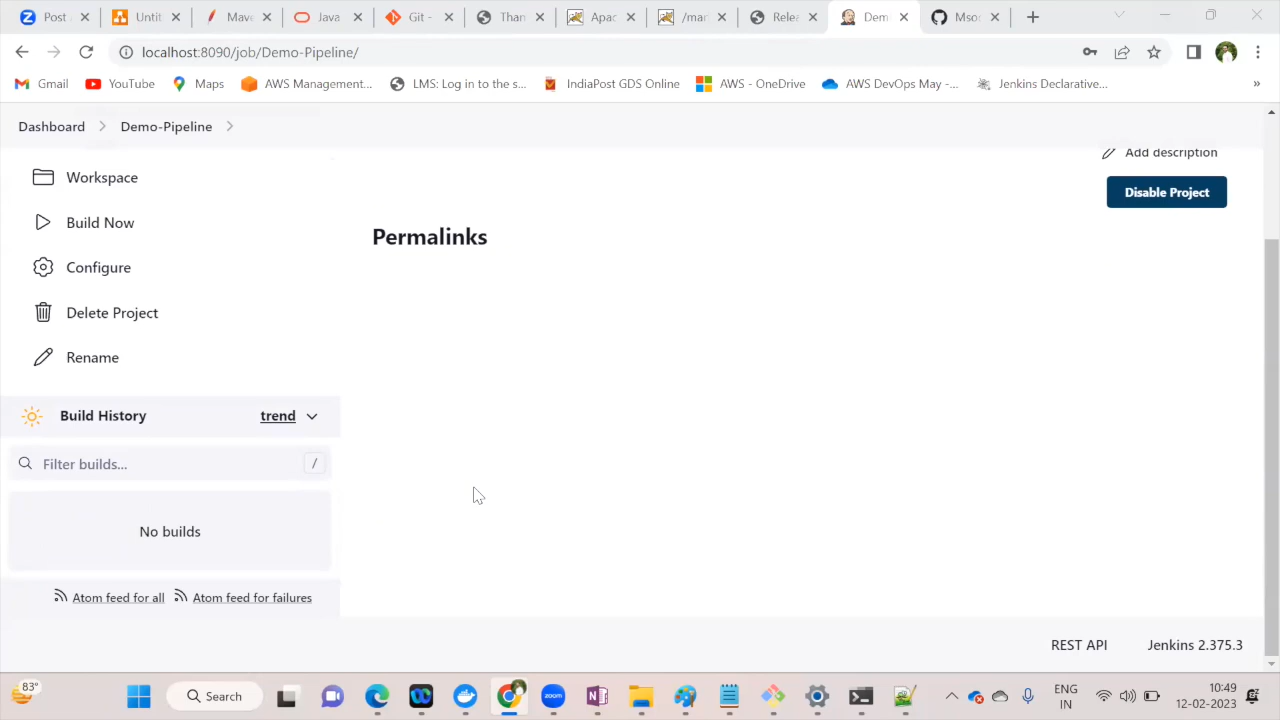 Post
Untit
Mave
Java
Git -
Than
Apac
/mar
Relea
Dem
Msoc
localhost:8090/job/Demo-Pipeline/
Gmail
YouTube
Maps
AWS Management...
LMS: Log in to the s...
IndiaPost GDS Online
AWS - OneDrive
AWS DevOps May -...
Jenkins Declarative...
»
Dashboard
Demo-Pipeline
Add description
Workspace
Disable Project
Build Now
Permalinks
Configure
Delete Project
Rename
Build History
trend
Filter builds...
/
No builds
Atom feed for all
Atom feed for failures
REST API
Jenkins 2.375.3
83°
Search
zoom
ENG
IN
10:49
12-02-2023